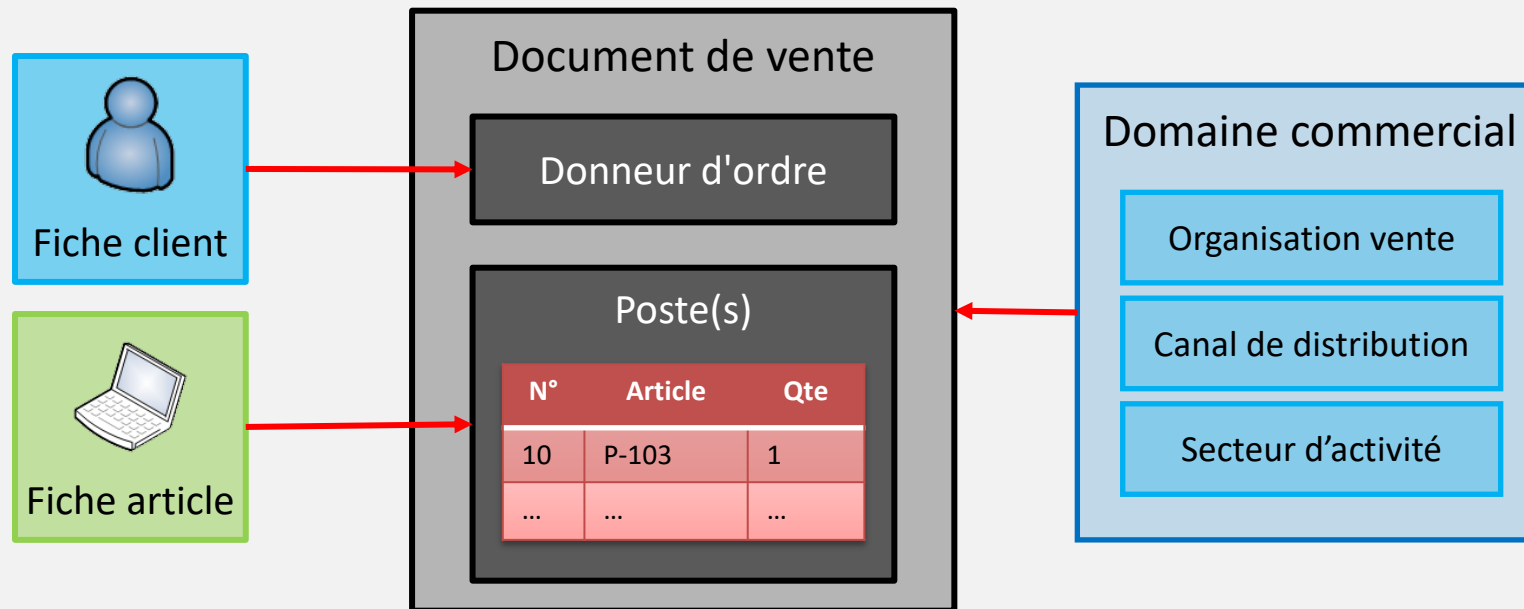 Document de vente
Fiche client
Donneur d'ordre
Fiche article
Poste(s)
N° Article Qte
10 P-103 1
... ... ...
Domaine commercial
Organisation vente
Canal de distribution
Secteur d’activité